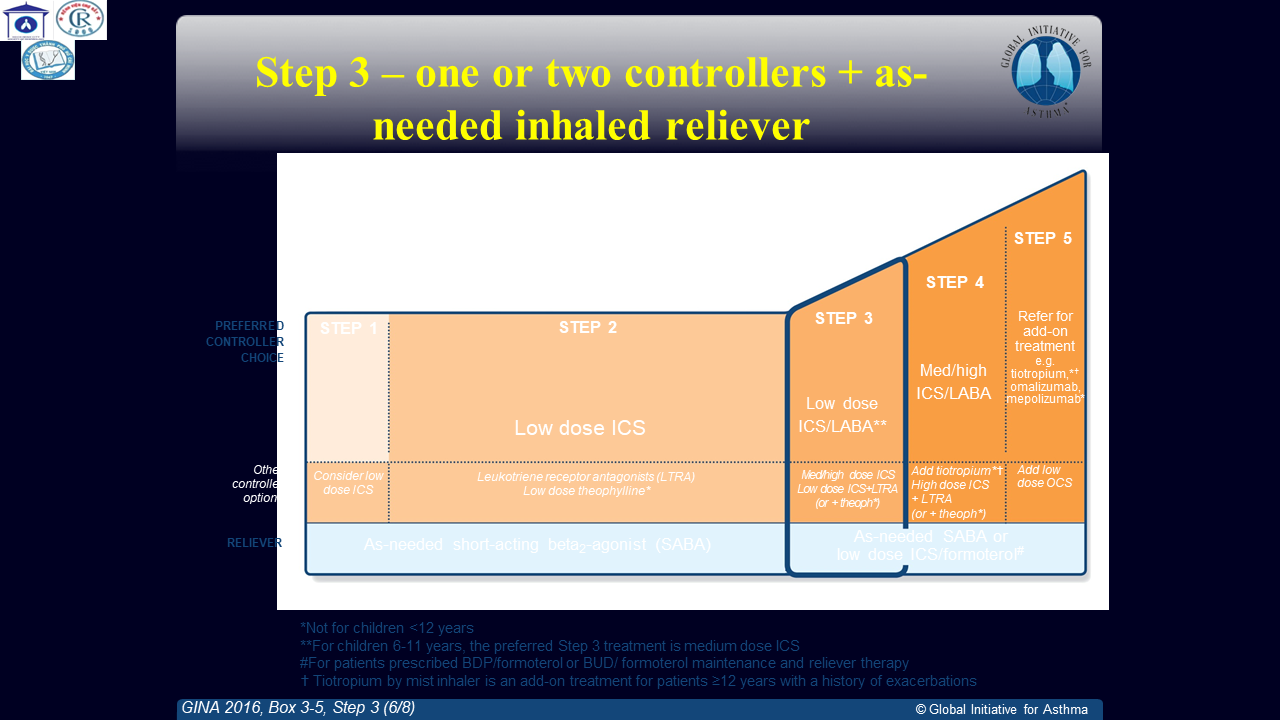 Step 3 – one or two controllers + as-
needed inhaled reliever
GLOBAL INITIATIVE FOR
ASTHMA
STEP 5
STEP 4
STEP 3
STEP 2
STEP 1
PREFERRED
CONTROLLER
CHOICE
Refer for
add-on
treatment
e.g.
tiotropium,*†
omalizumab,
mepolizumab*
Med/high
ICS/LABA
Low dose
ICS/LABA**
Low dose ICS
Othe
controlle
option
Consider low
dose ICS
Leukotriene receptor antagonists (LTRA)
Low dose theophylline*
Med/high dose ICS
Low dose ICS+LTRA
(or + theoph*)
Add tiotropium*†
High dose ICS
+ LTRA
(or + theoph*)
Add low
dose OCS
RELIEVER
As-needed short-acting beta2-agonist (SABA)
As-needed SABA or
low dose ICS/formoterol#
*Not for children <12 years
**For children 6-11 years, the preferred Step 3 treatment is medium dose ICS
#For patients prescribed BDP/formoterol or BUD/ formoterol maintenance and reliever therapy
† Tiotropium by mist inhaler is an add-on treatment for patients ≥12 years with a history of exacerbations
GINA 2016, Box 3-5, Step 3 (6/8)
© Global Initiative for Asthma